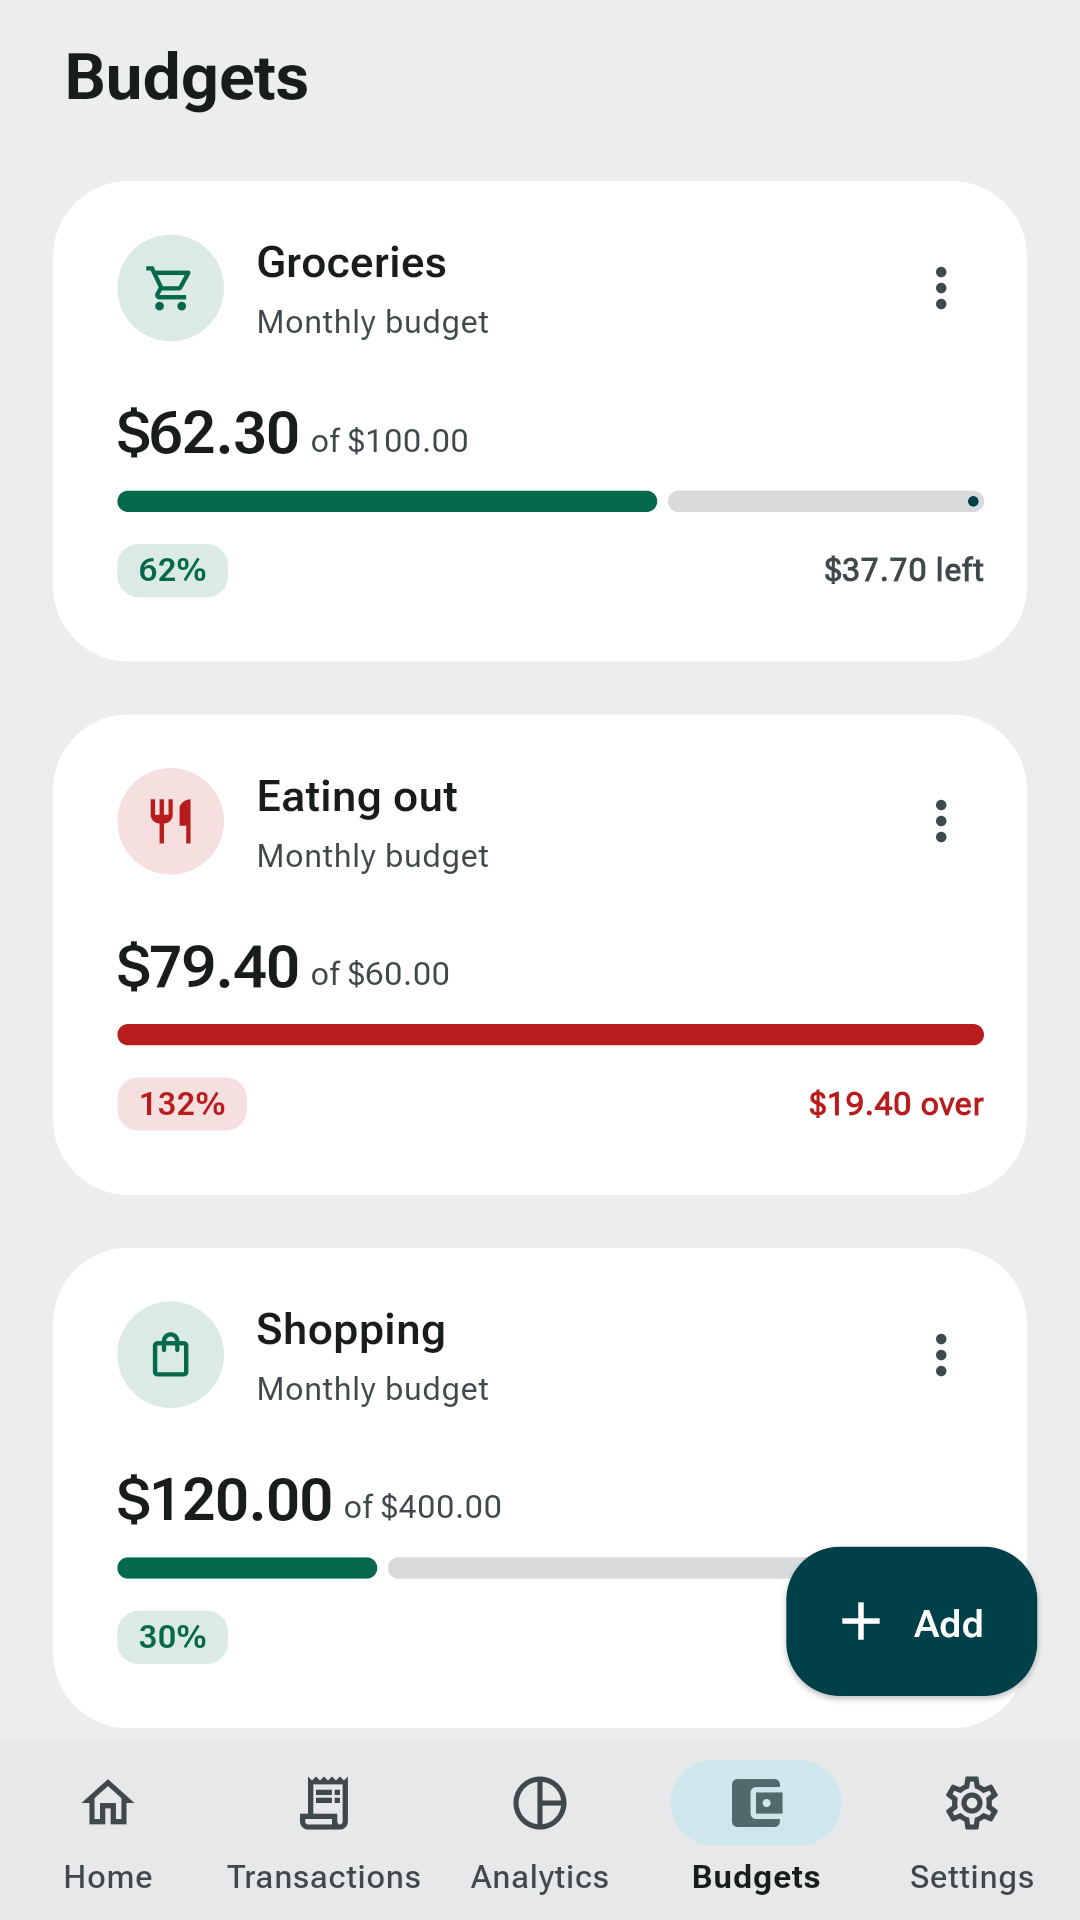 Budgets
Groceries
Monthly budget
$62.30 of $100.00
62%
$37.70 left
Eating out
Monthly budget
$79.40 of $60.00
132%
$19.40 over
Shopping
Monthly budget
$120.00 of $400.00
30%
Add
Home
Transactions
Analytics
Budgets
Settings